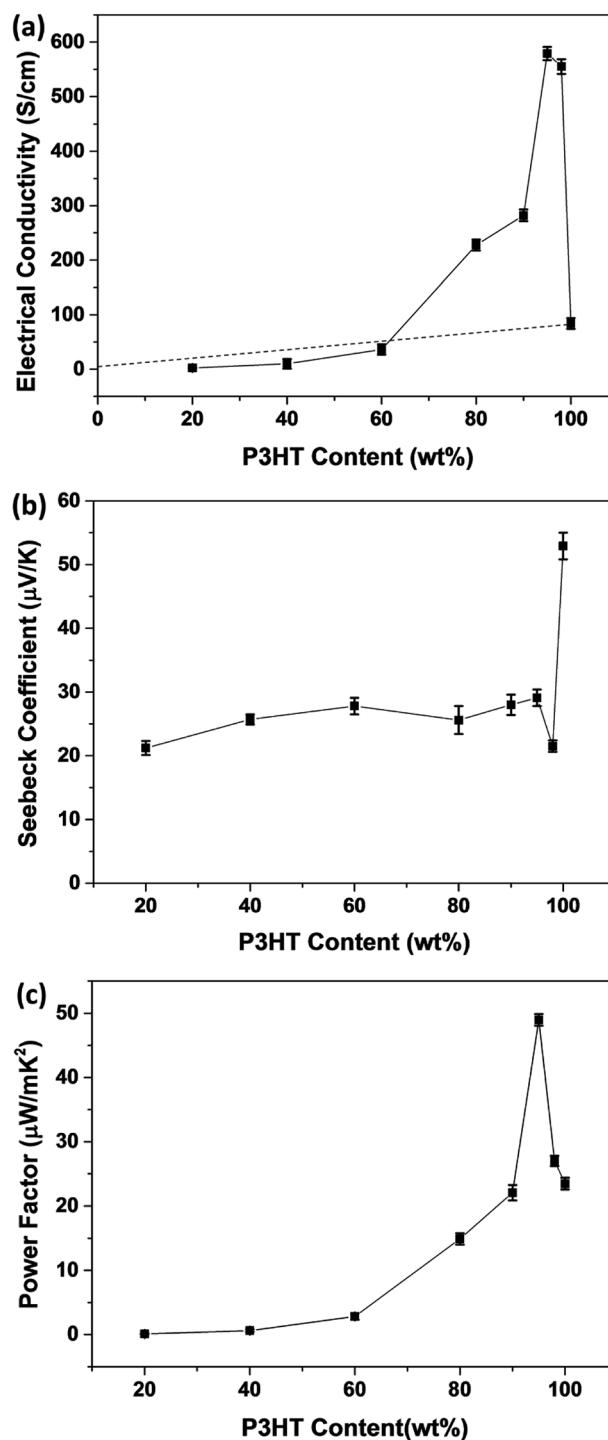 (a)
Electrical Conductivity (S/cm)
600
500
400
300
200
100
0
0 20 40 60 80 100
P3HT Content (wt%)
(b)
Seebeck Coefficient (μV/K)
60
50
40
30
20
10
0
20 40 60 80 100
P3HT Content (wt%)
(c)
Power Factor (μW/mK²)
50
40
30
20
10
0
20 40 60 80 100
P3HT Content(wt%)